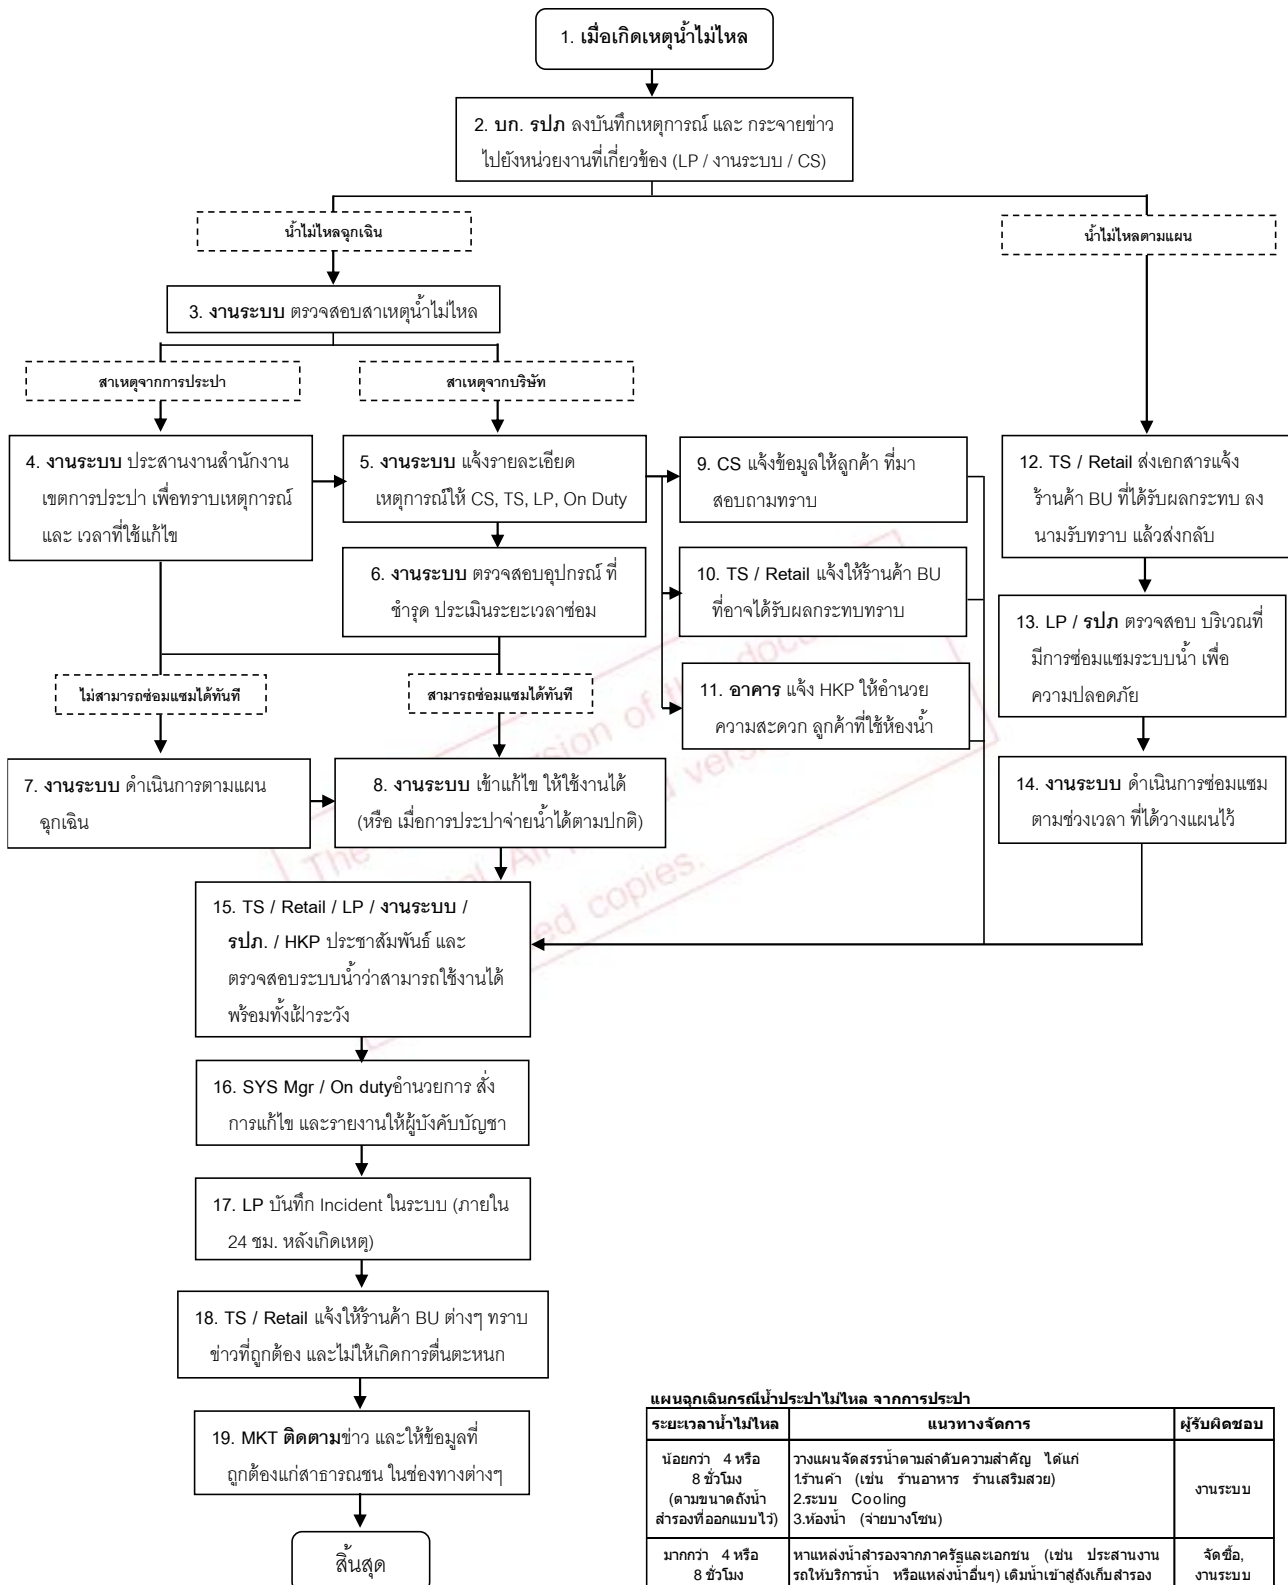 1. เมื่อเกิดเหตุน้ำไม่ไหล
2. บก. รปภ ลงบันทึกเหตุการณ์ และ กระจายข่าว
ไปยังหน่วยงานที่เกี่ยวข้อง (LP / งานระบบ / CS)
น้ำไม่ไหลฉุกเฉิน
น้ำไม่ไหลตามแผน
3. งานระบบ ตรวจสอบสาเหตุน้ำไม่ไหล
สาเหตุจากการประปา
สาเหตุจากบริษัท
4. งานระบบ ประสานงานสำนักงาน
เขตการประปา เพื่อทราบเหตุการณ์
และ เวลาที่ใช้แก้ไข
5. งานระบบ แจ้งรายละเอียด
เหตุการณ์ให้ CS, TS, LP, On Duty
9. CS แจ้งข้อมูลให้ลูกค้า ที่มา
สอบถามทราบ
12. TS / Retail ส่งเอกสารแจ้ง
ร้านค้า BU ที่ได้รับผลกระทบ ลง
นามรับทราบ แล้วส่งกลับ
6. งานระบบ ตรวจสอบอุปกรณ์ ที่
ชำรุด ประเมินระยะเวลาซ่อม
10. TS / Retail แจ้งให้ร้านค้า BU
ที่อาจได้รับผลกระทบทราบ
13. LP / รปภ ตรวจสอบ บริเวณที่
มีการซ่อมแซมระบบน้ำ เพื่อ
ความปลอดภัย
ไม่สามารถซ่อมแซมได้ทันที
สามารถซ่อมแซมได้ทันที
11. อาคาร แจ้ง HKP ให้อำนวย
ความสะดวก ลูกค้าที่ใช้ห้องน้ำ
7. งานระบบ ดำเนินการตามแผน
ฉุกเฉิน
8. งานระบบ เข้าแก้ไข ให้ใช้งานได้
(หรือ เมื่อการประปาจ่ายน้ำได้ตามปกติ)
14. งานระบบ ดำเนินการซ่อมแซม
ตามช่วงเวลา ที่ได้วางแผนไว้
15. TS / Retail / LP / งานระบบ /
รปภ. / HKP ประชาสัมพันธ์ และ
ตรวจสอบระบบน้ำว่าสามารถใช้งานได้
พร้อมทั้งเฝ้าระวัง
16. SYS Mgr / On dutyอำนวยการ สั่ง
การแก้ไข และรายงานให้ผู้บังคับบัญชา
17. LP บันทึก Incident ในระบบ (ภายใน
24 ชม. หลังเกิดเหตุ)
18. TS / Retail แจ้งให้ร้านค้า BU ต่างๆ ทราบ
ข่าวที่ถูกต้อง และไม่ให้เกิดการตื่นตะหนก
19. MKT ติดตามข่าว และให้ข้อมูลที่
ถูกต้องแก่สาธารณชน ในช่องทางต่างๆ
สิ้นสุด
แผนฉุกเฉินกรณีน้ำประปาไม่ไหล จากการประปา
ระยะเวลาน้ำไม่ไหล แนวทางจัดการ ผู้รับผิดชอบ
น้อยกว่า 4 หรือ
8 ชั่วโมง
(ตามขนาดถังน้ำ
สำรองที่ออกแบบไว้)
วางแผนจัดสรรน้ำตามลำดับความสำคัญ ได้แก่
1.ร้านค้า (เช่น ร้านอาหาร ร้านเสริมสวย)
2.ระบบ Cooling
3.ห้องน้ำ (จ่ายบางโซน)
งานระบบ
มากกว่า 4 หรือ
8 ชั่วโมง
หาแหล่งน้ำสำรองจากภาครัฐและเอกชน (เช่น ประสานงาน
รถให้บริการน้ำ หรือแหล่งน้ำอื่นๆ) เติมน้ำเข้าสู่ถังเก็บสำรอง
จัดซื้อ,
งานระบบ